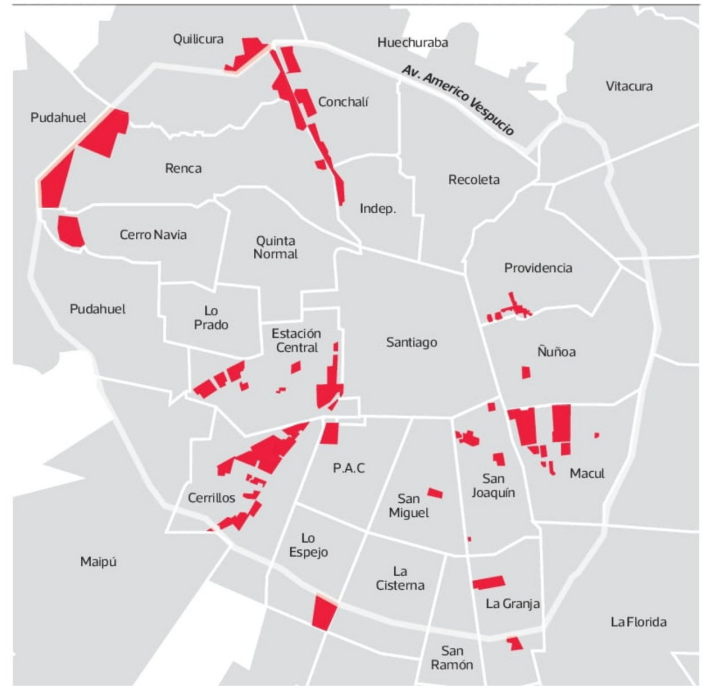 Quilicura
Huechuraba
Av. Americo Vespucio
Vitacura
Conchalí
Pudahuel
Renca
Recoleta
Indep.
Cerro Navia
Quinta
Normal
Providencia
Pudahuel
Lo
Prado
Estación
Central
Santiago
Ñuñoa
P.A.C
San
Joaquín
Macul
Cerrillos
San
Miguel
Lo
Espejo
Maipú
La
Cisterna
La Granja
La Florida
San
Ramón